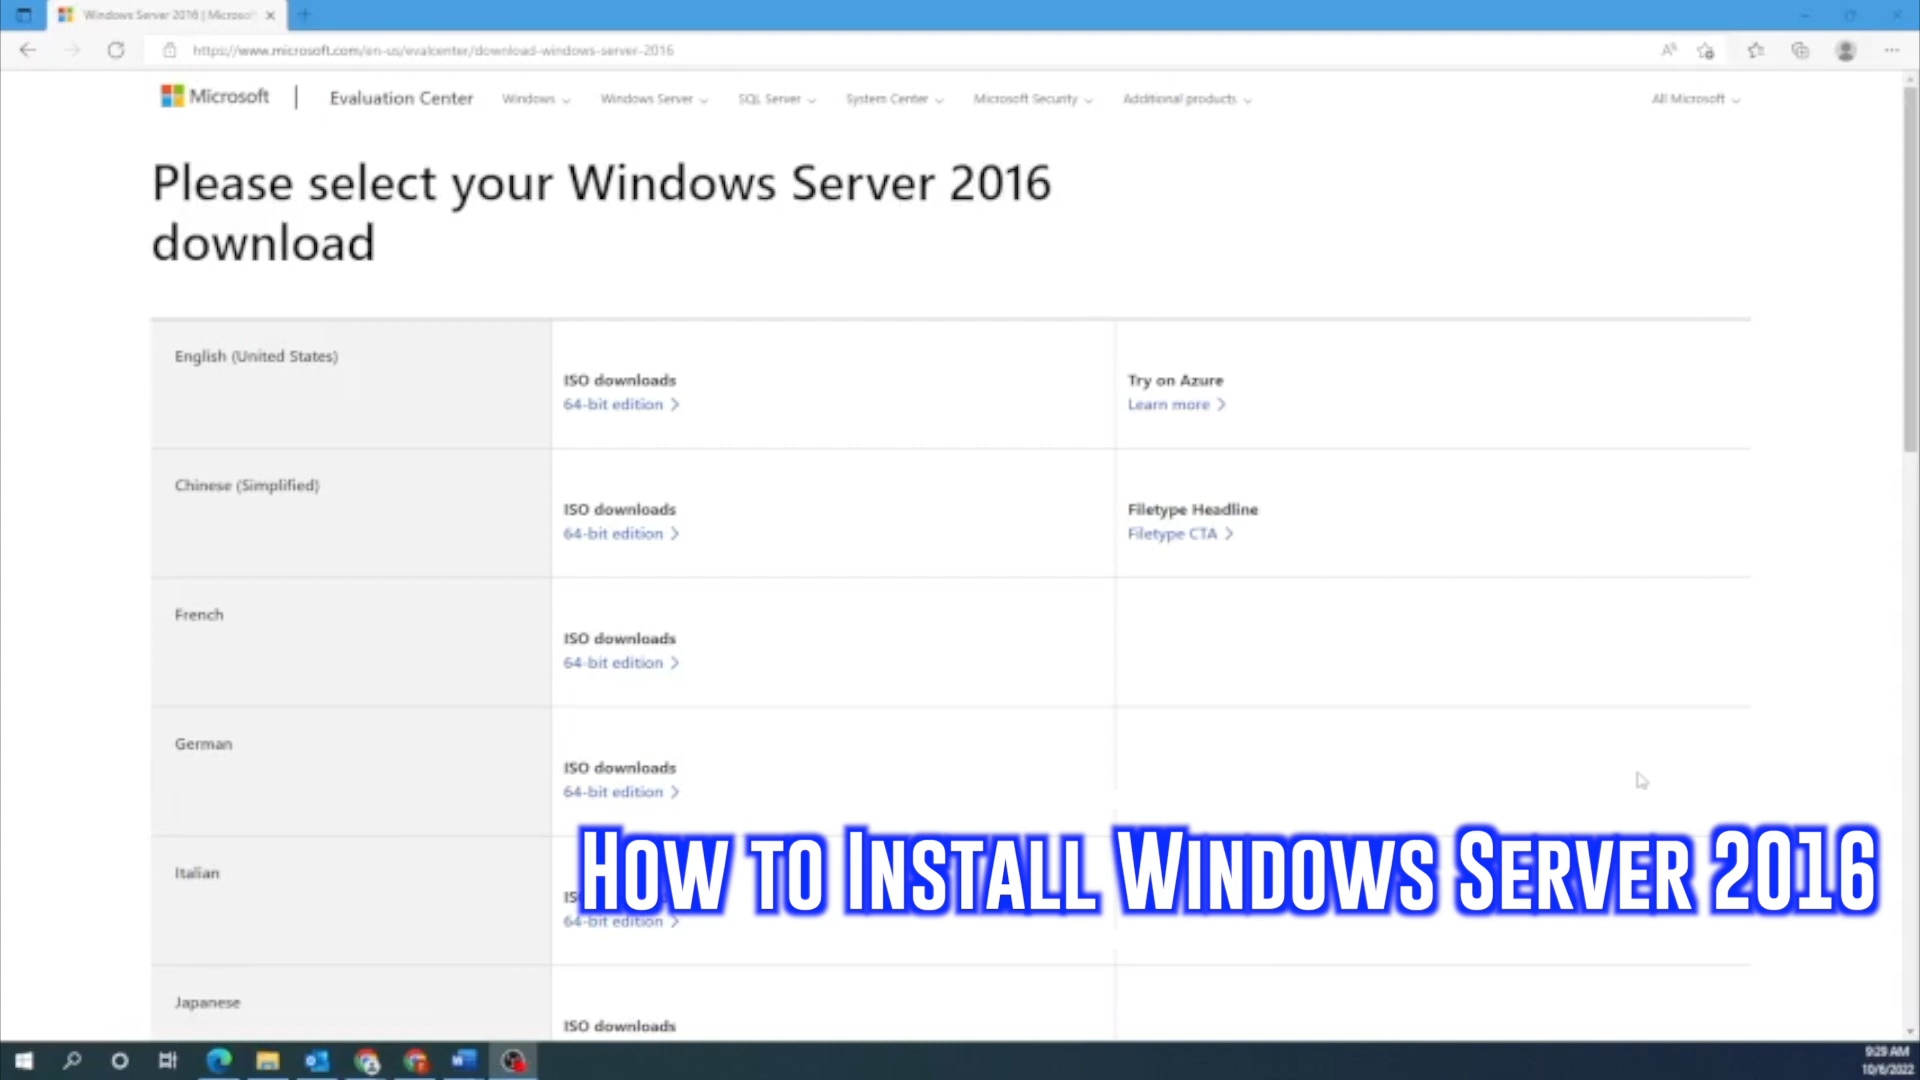 Windows Server 2016 | Microsof
https://www.microsoft.com/en-us/evalcenter/download-windows-server-2016
Microsoft | Evaluation Center Windows Windows Server SQL Server System Center Microsoft Security Additional products All Microsoft
Please select your Windows Server 2016
download
English (United States)
ISO downloads
64-bit edition
Try on Azure
Learn more
Chinese (Simplified)
ISO downloads
64-bit edition
Filetype Headline
Filetype CTA
French
ISO downloads
64-bit edition
German
ISO downloads
64-bit edition
Italian
64-bit edition
How to Install Windows Server 2016
Japanese
ISO downloads
9:29 AM
10/6/2022